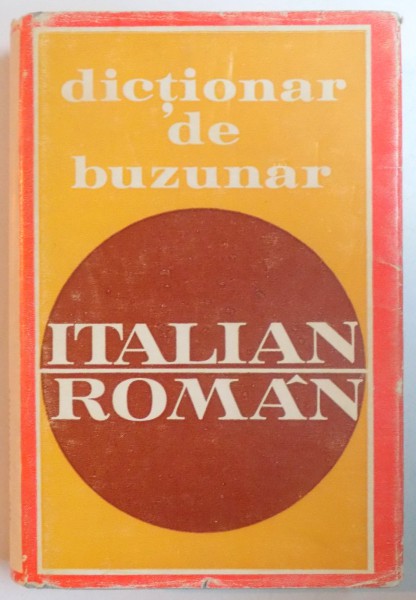 dicționar
de
buzunar
ITALIAN
ROMÂN